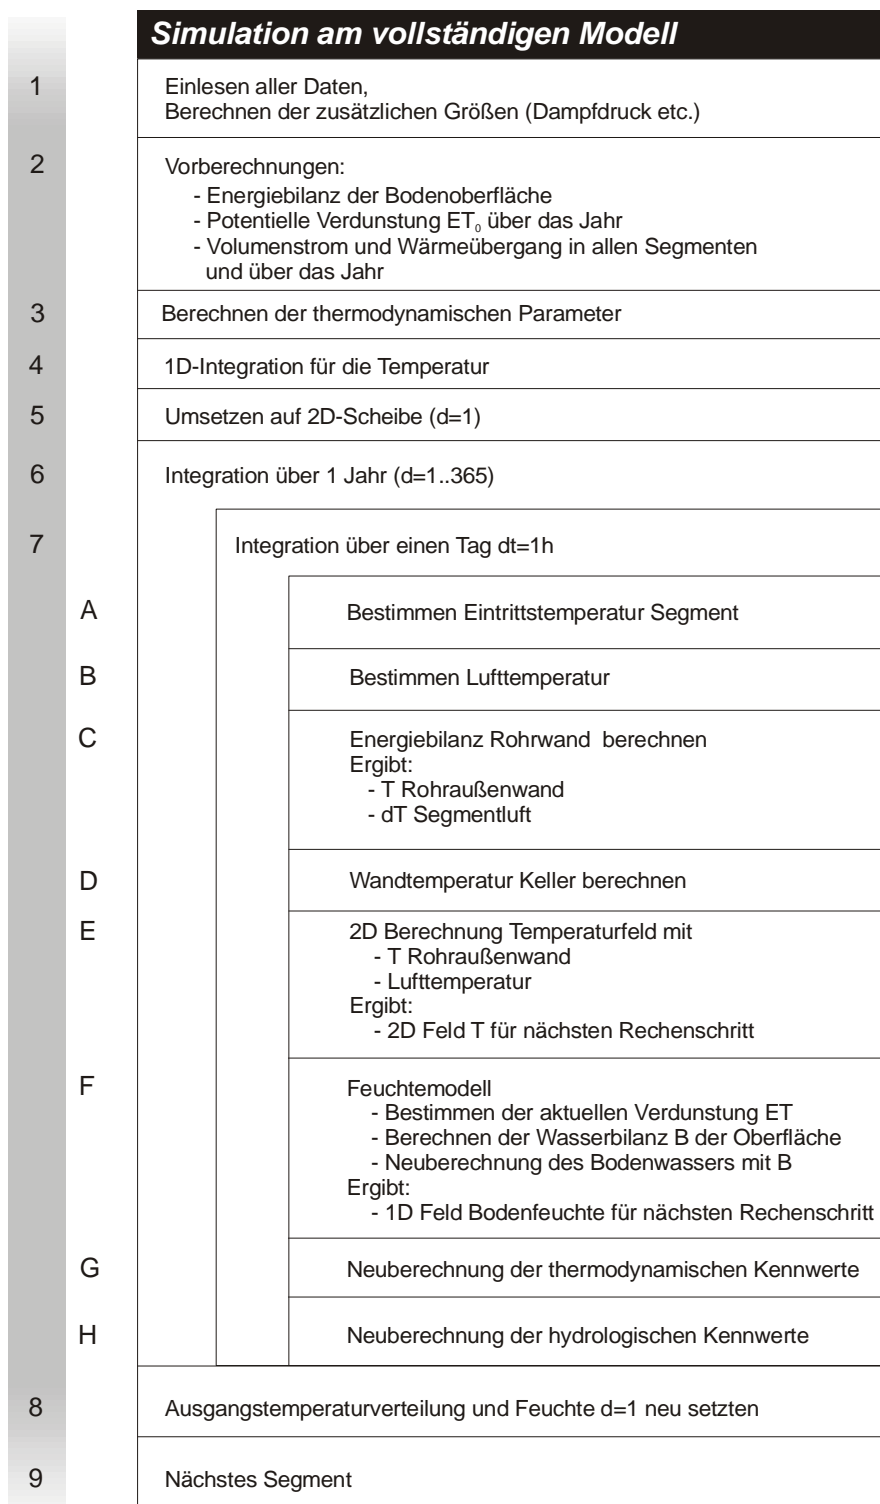 Simulation am vollständigen Modell
1
Einlesen aller Daten,
Berechnen der zusätzlichen Größen (Dampfdruck etc.)
2
Vorberechnungen:
- Energiebilanz der Bodenoberfläche
- Potentielle Verdunstung ET₀ über das Jahr
- Volumenstrom und Wärmeübergang in allen Segmenten
und über das Jahr
3
Berechnen der thermodynamischen Parameter
4
1D-Integration für die Temperatur
5
Umsetzen auf 2D-Scheibe (d=1)
6
Integration über 1 Jahr (d=1..365)
7
Integration über einen Tag dt=1h
A
Bestimmen Eintrittstemperatur Segment
B
Bestimmen Lufttemperatur
C
Energiebilanz Rohrwand berechnen
Ergibt:
- T Rohraußenwand
- dT Segmentluft
D
Wandtemperatur Keller berechnen
E
2D Berechnung Temperaturfeld mit
- T Rohraußenwand
- Lufttemperatur
Ergibt:
- 2D Feld T für nächsten Rechenschritt
F
Feuchtemodell
- Bestimmen der aktuellen Verdunstung ET
- Berechnen der Wasserbilanz B der Oberfläche
- Neuberechnung des Bodenwassers mit B
Ergibt:
- 1D Feld Bodenfeuchte für nächsten Rechenschritt
G
Neuberechnung der thermodynamischen Kennwerte
H
Neuberechnung der hydrologischen Kennwerte
8
Ausgangstemperaturverteilung und Feuchte d=1 neu setzten
9
Nächstes Segment